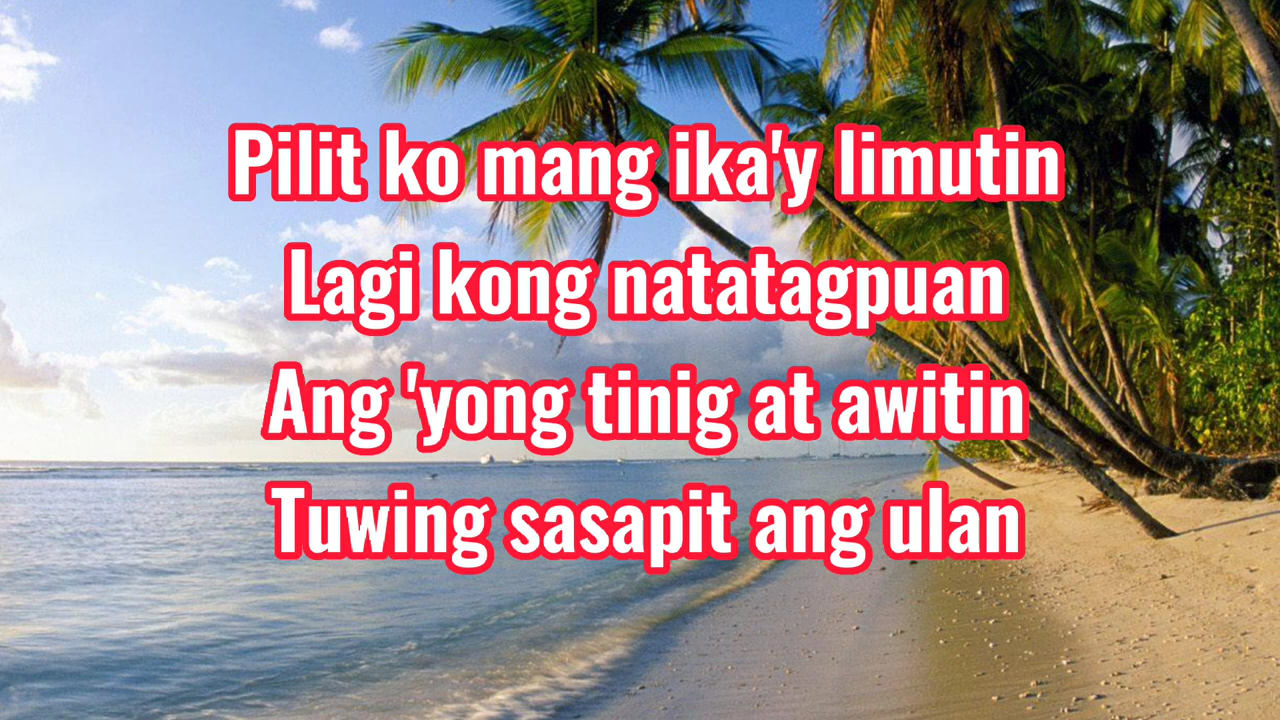 Pilit ko mang ika'y limutin
Lagi kong natatagpuan
Ang 'yong tinig at awitin
Tuwing sasapit ang ulan